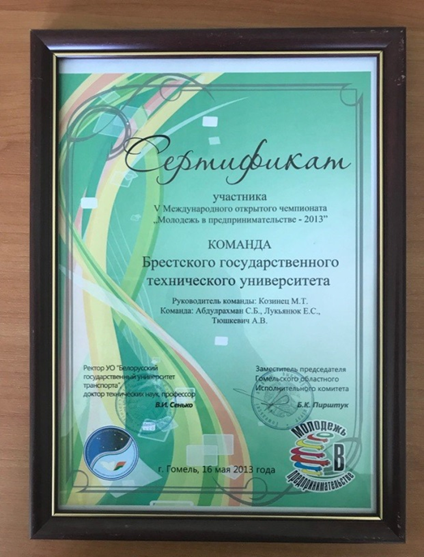 Сертификат
участника
V Международного открытого чемпионата
„Молодежь в предпринимательстве - 2013”
КОМАНДА
Брестского государственного
технического университета
Руководитель команды: Козинец М.Т.
Команда: Абдулрахман С.Б., Лукьянюк Е.С.,
Тюшкевич А.В.
Ректор УО "Белорусский
государственный университет
транспорта",
доктор технических наук, профессор
В.И. Сенько
Заместитель председателя
Гомельского областного
Исполнительного комитета
Б.К. Пирштук
г. Гомель, 16 мая 2013 года
Молодежь
в
предпринимательстве